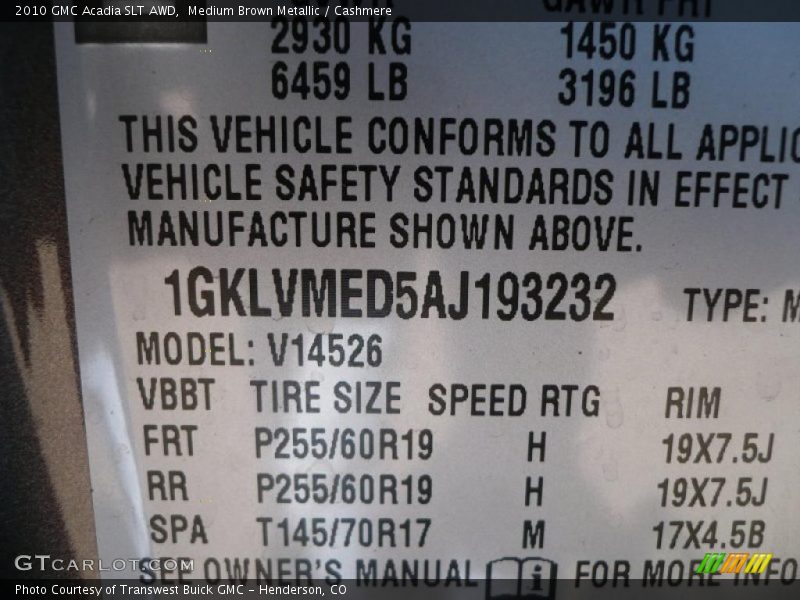 2010 GMC Acadia SLT AWD, Medium Brown Metallic / Cashmere
2930 KG 1450 KG
6459 LB 3196 LB
THIS VEHICLE CONFORMS TO ALL APPLIC
VEHICLE SAFETY STANDARDS IN EFFECT
MANUFACTURE SHOWN ABOVE.
1GKLVMED5AJ193232 TYPE: M
MODEL: V14526
VBBT TIRE SIZE SPEED RTG RIM
FRT P255/60R19 H 19X7.5J
RR P255/60R19 H 19X7.5J
SPA T145/70R17 M 17X4.5B
SEE OWNER'S MANUAL i FOR MORE INFO
GTCARLOT.COM
Photo Courtesy of Transwest Buick GMC - Henderson, CO